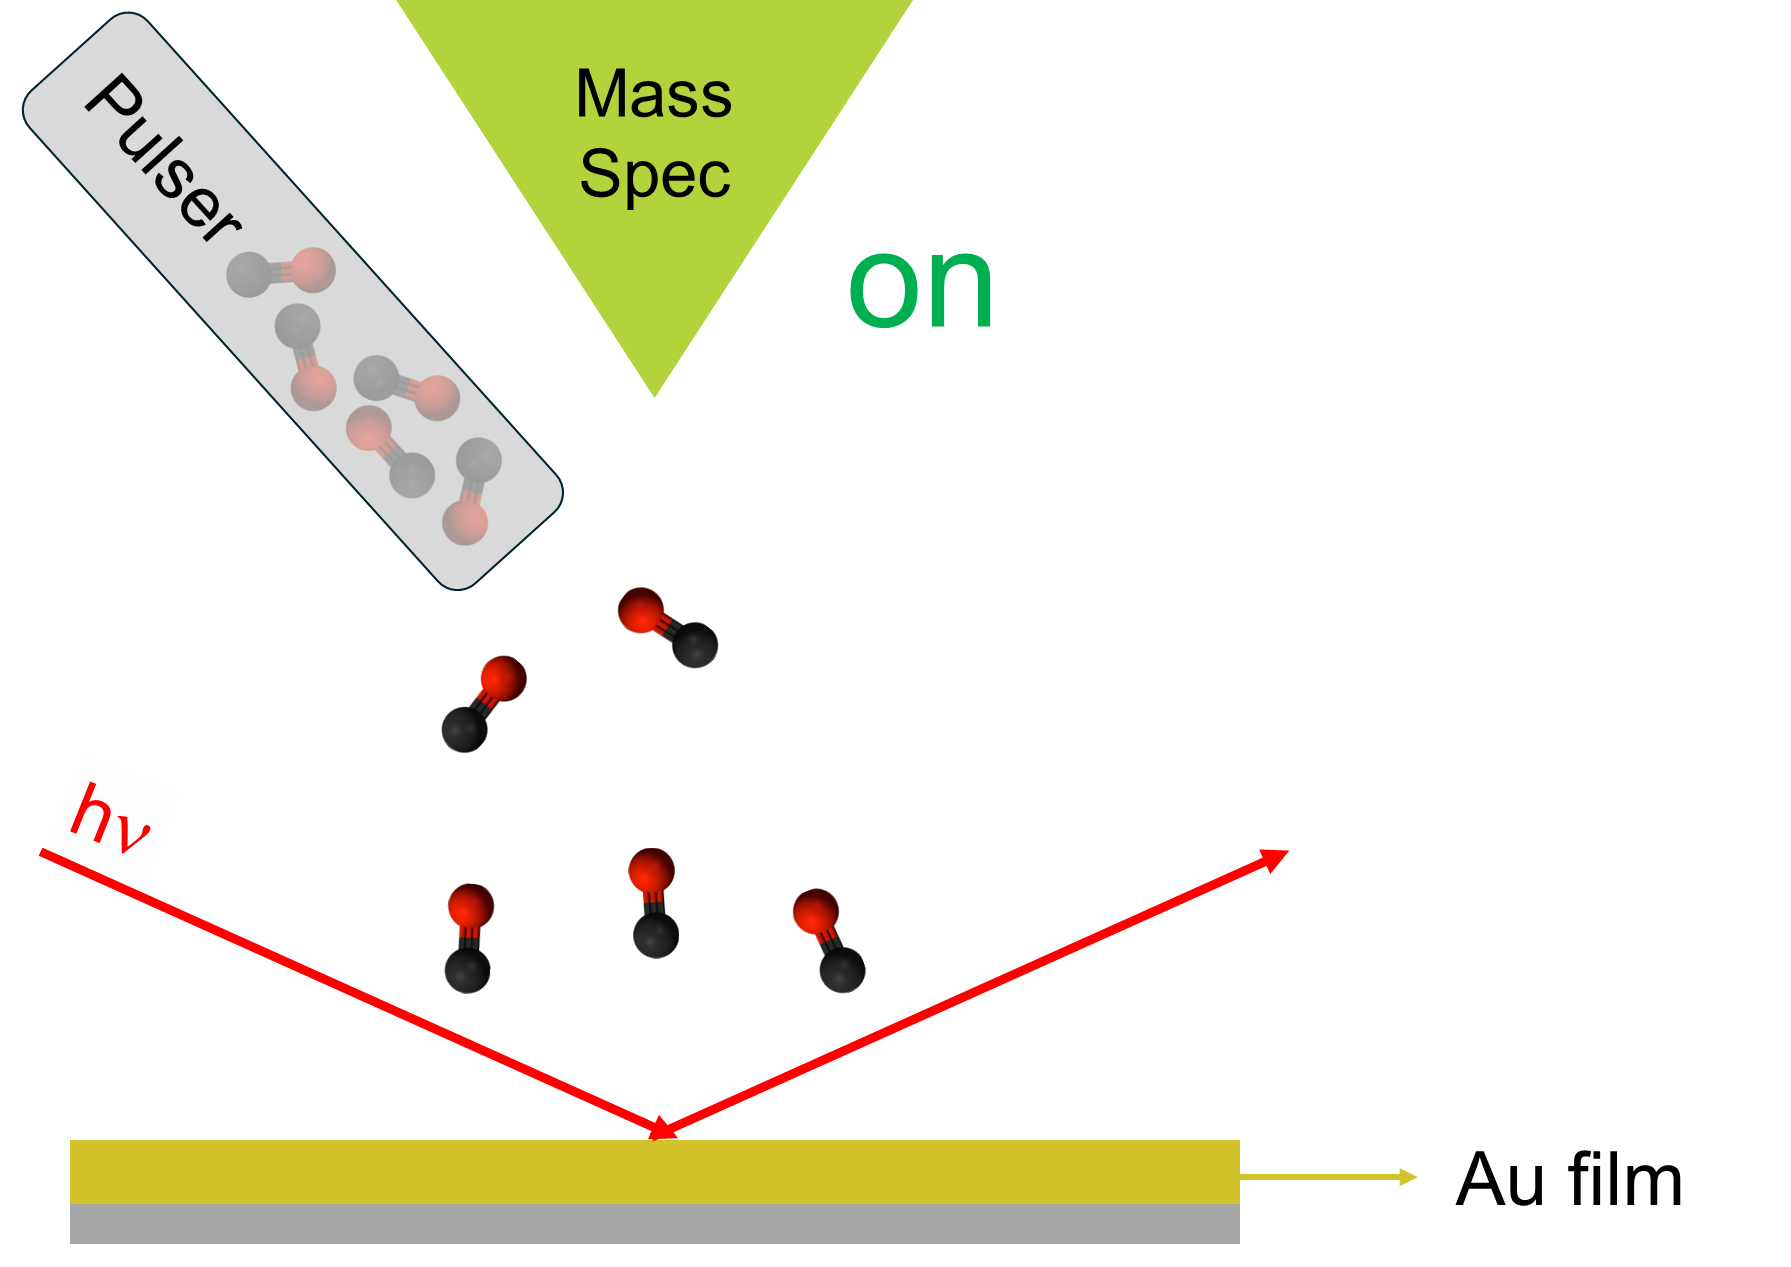 Pulser
Mass
Spec
on
hν
Au film